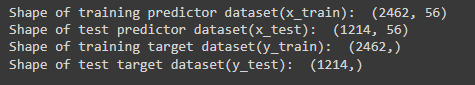 Shape of training predictor dataset(x_train):  (2462, 56)
Shape of test predictor dataset(x_test):  (1214, 56)
Shape of training target dataset(y_train):  (2462,)
Shape of test target dataset(y_test):  (1214,)